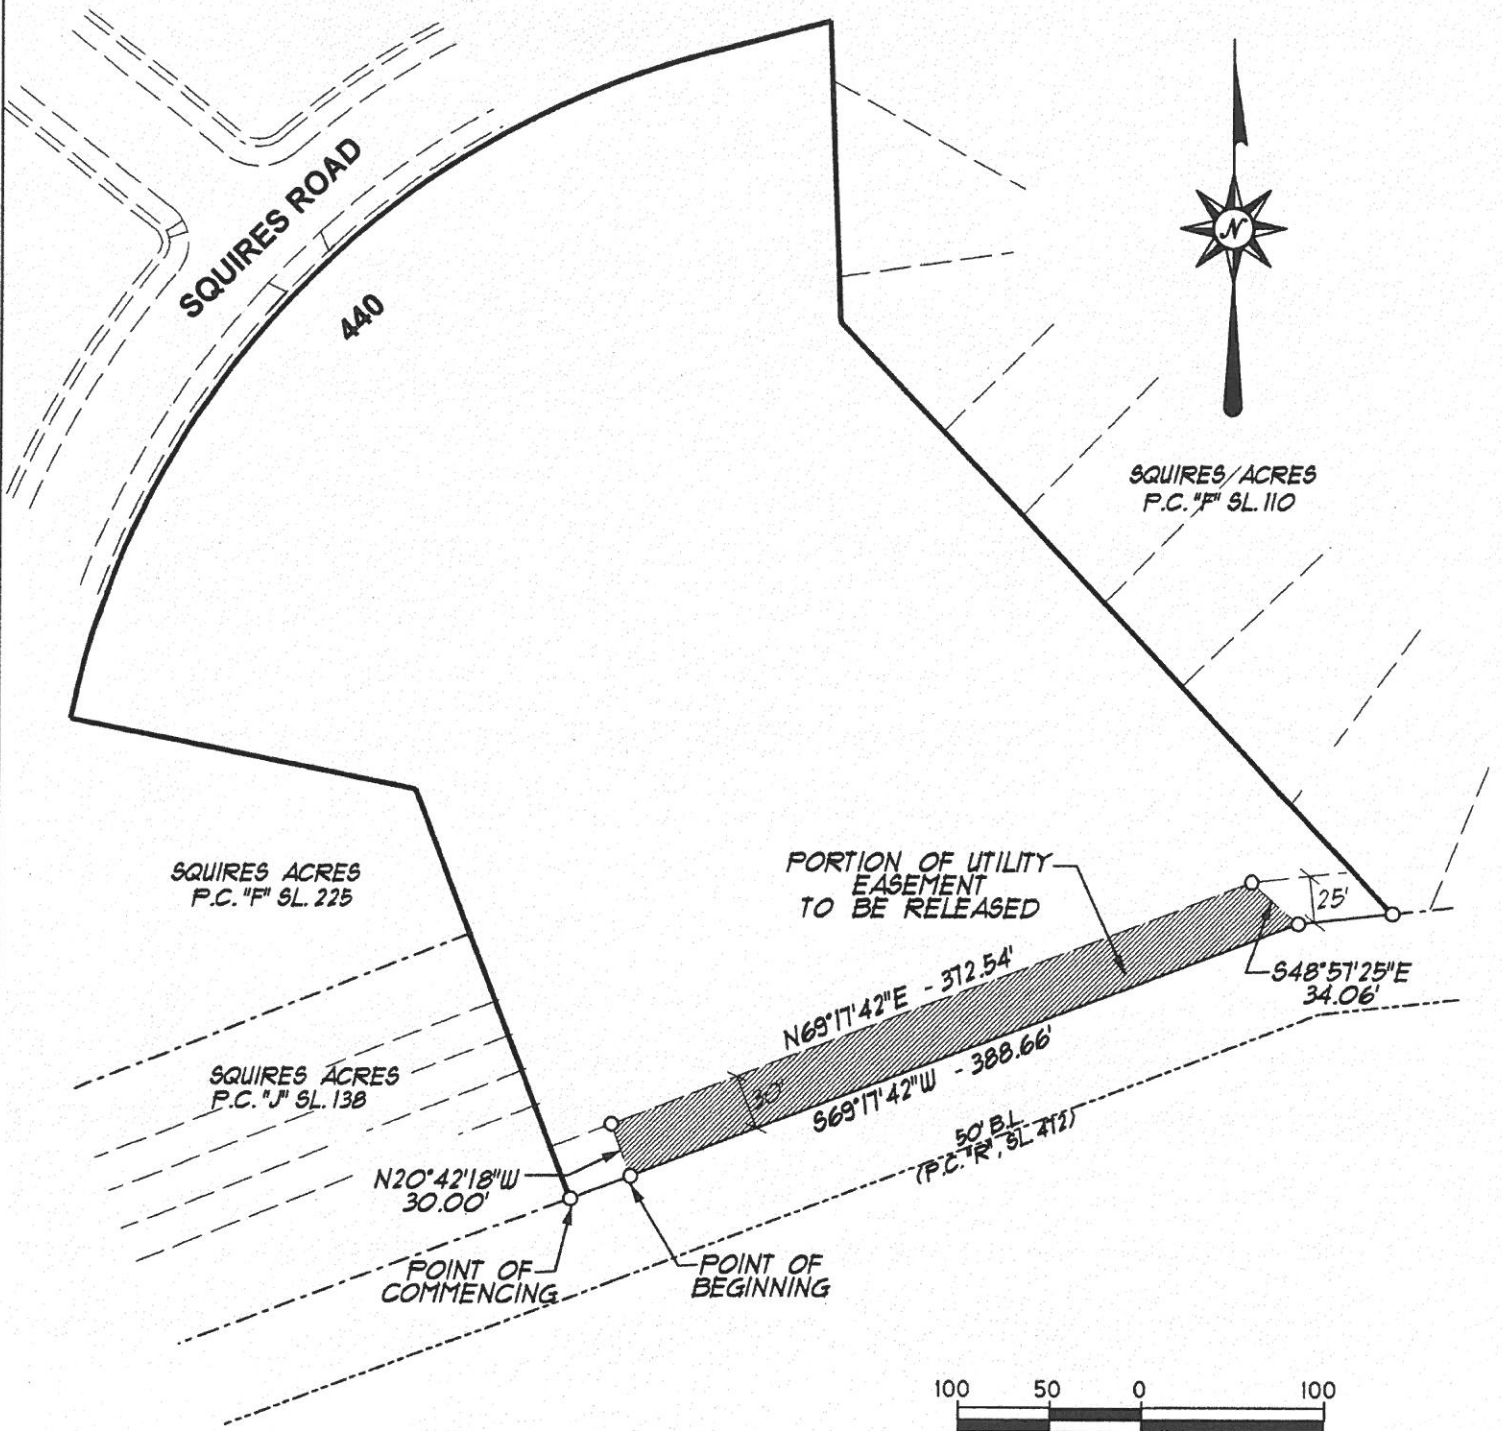 SQUIRES ROAD
440
N
SQUIRES ACRES
P.C. "F" SL. 110
SQUIRES ACRES
P.C. "F" SL. 225
PORTION OF UTILITY
EASEMENT
TO BE RELEASED
25'
S48°57'25"E
34.06'
N69°17'42"E - 372.54'
30'
S69°17'42"W - 388.66'
SQUIRES ACRES
P.C. "J" SL. 138
50' B.L.
(P.C. "R", SL. 472)
N20°42'18"W
30.00'
POINT OF
COMMENCING
POINT OF
BEGINNING
100 50 0 100